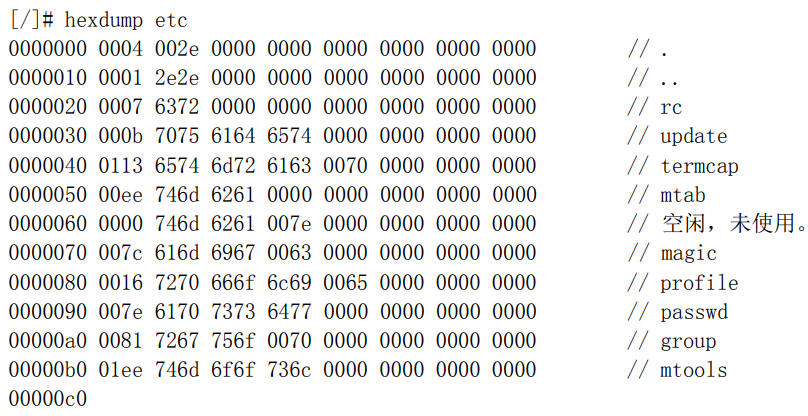 [/]# hexdump etc
0000000 0004 002e 0000 0000 0000 0000 0000 0000 // .
0000010 0001 2e2e 0000 0000 0000 0000 0000 0000 // ..
0000020 0007 6372 0000 0000 0000 0000 0000 0000 // rc
0000030 000b 7075 6164 6574 0000 0000 0000 0000 // update
0000040 0113 6574 6d72 6163 0070 0000 0000 0000 // termcap
0000050 00ee 746d 6261 0000 0000 0000 0000 0000 // mtab
0000060 0000 746d 6261 007e 0000 0000 0000 0000 // 空闲，未使用。
0000070 007c 616d 6967 0063 0000 0000 0000 0000 // magic
0000080 0016 7270 666f 6c69 0065 0000 0000 0000 // profile
0000090 007e 6170 7373 6477 0000 0000 0000 0000 // passwd
00000a0 0081 7267 756f 0070 0000 0000 0000 0000 // group
00000b0 01ee 746d 6f6f 736c 0000 0000 0000 0000 // mtools
00000c0